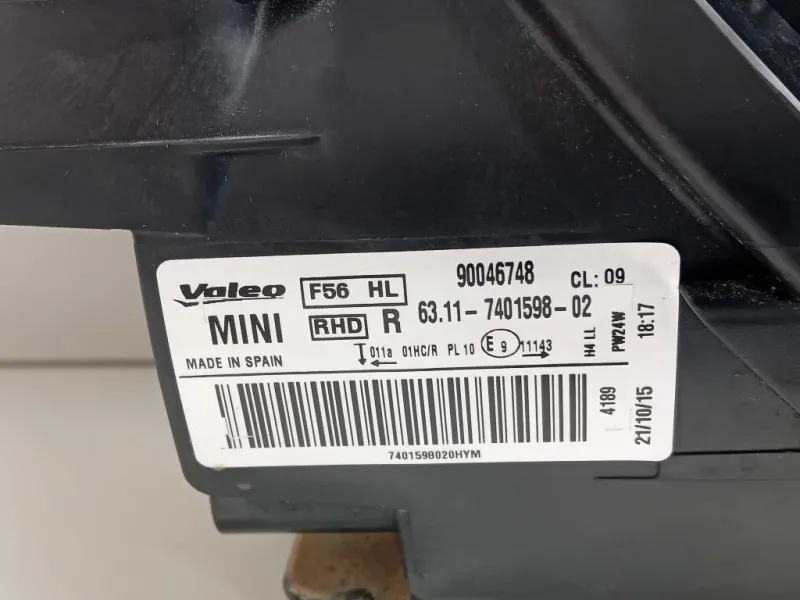 Valeo F56 HL 90046748 CL: 09
MINI RHD R 63.11-7401598-02
MADE IN SPAIN 011a 01HC/R PL 10 E 9 11143
H4 LL
PW24W
18:17
4189
21/10/15
7401598020HYM